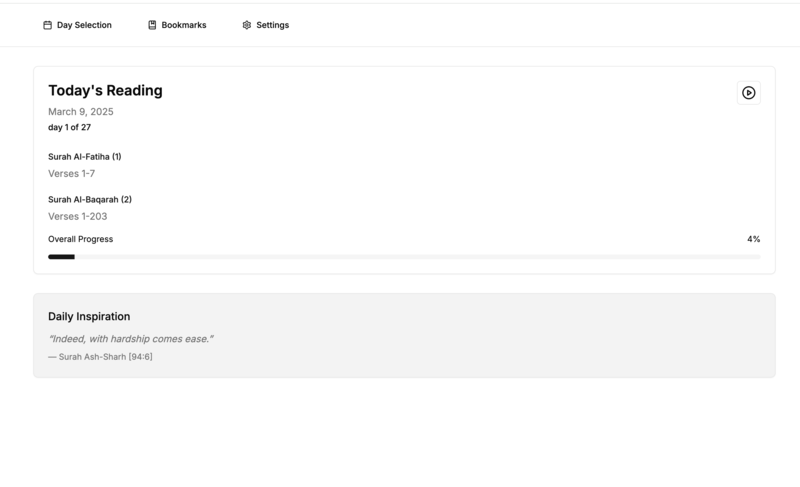 Day Selection
Bookmarks
Settings
Today's Reading
March 9, 2025
day 1 of 27
Surah Al-Fatiha (1)
Verses 1-7
Surah Al-Baqarah (2)
Verses 1-203
Overall Progress
4%
Daily Inspiration
“Indeed, with hardship comes ease.”
— Surah Ash-Sharh [94:6]